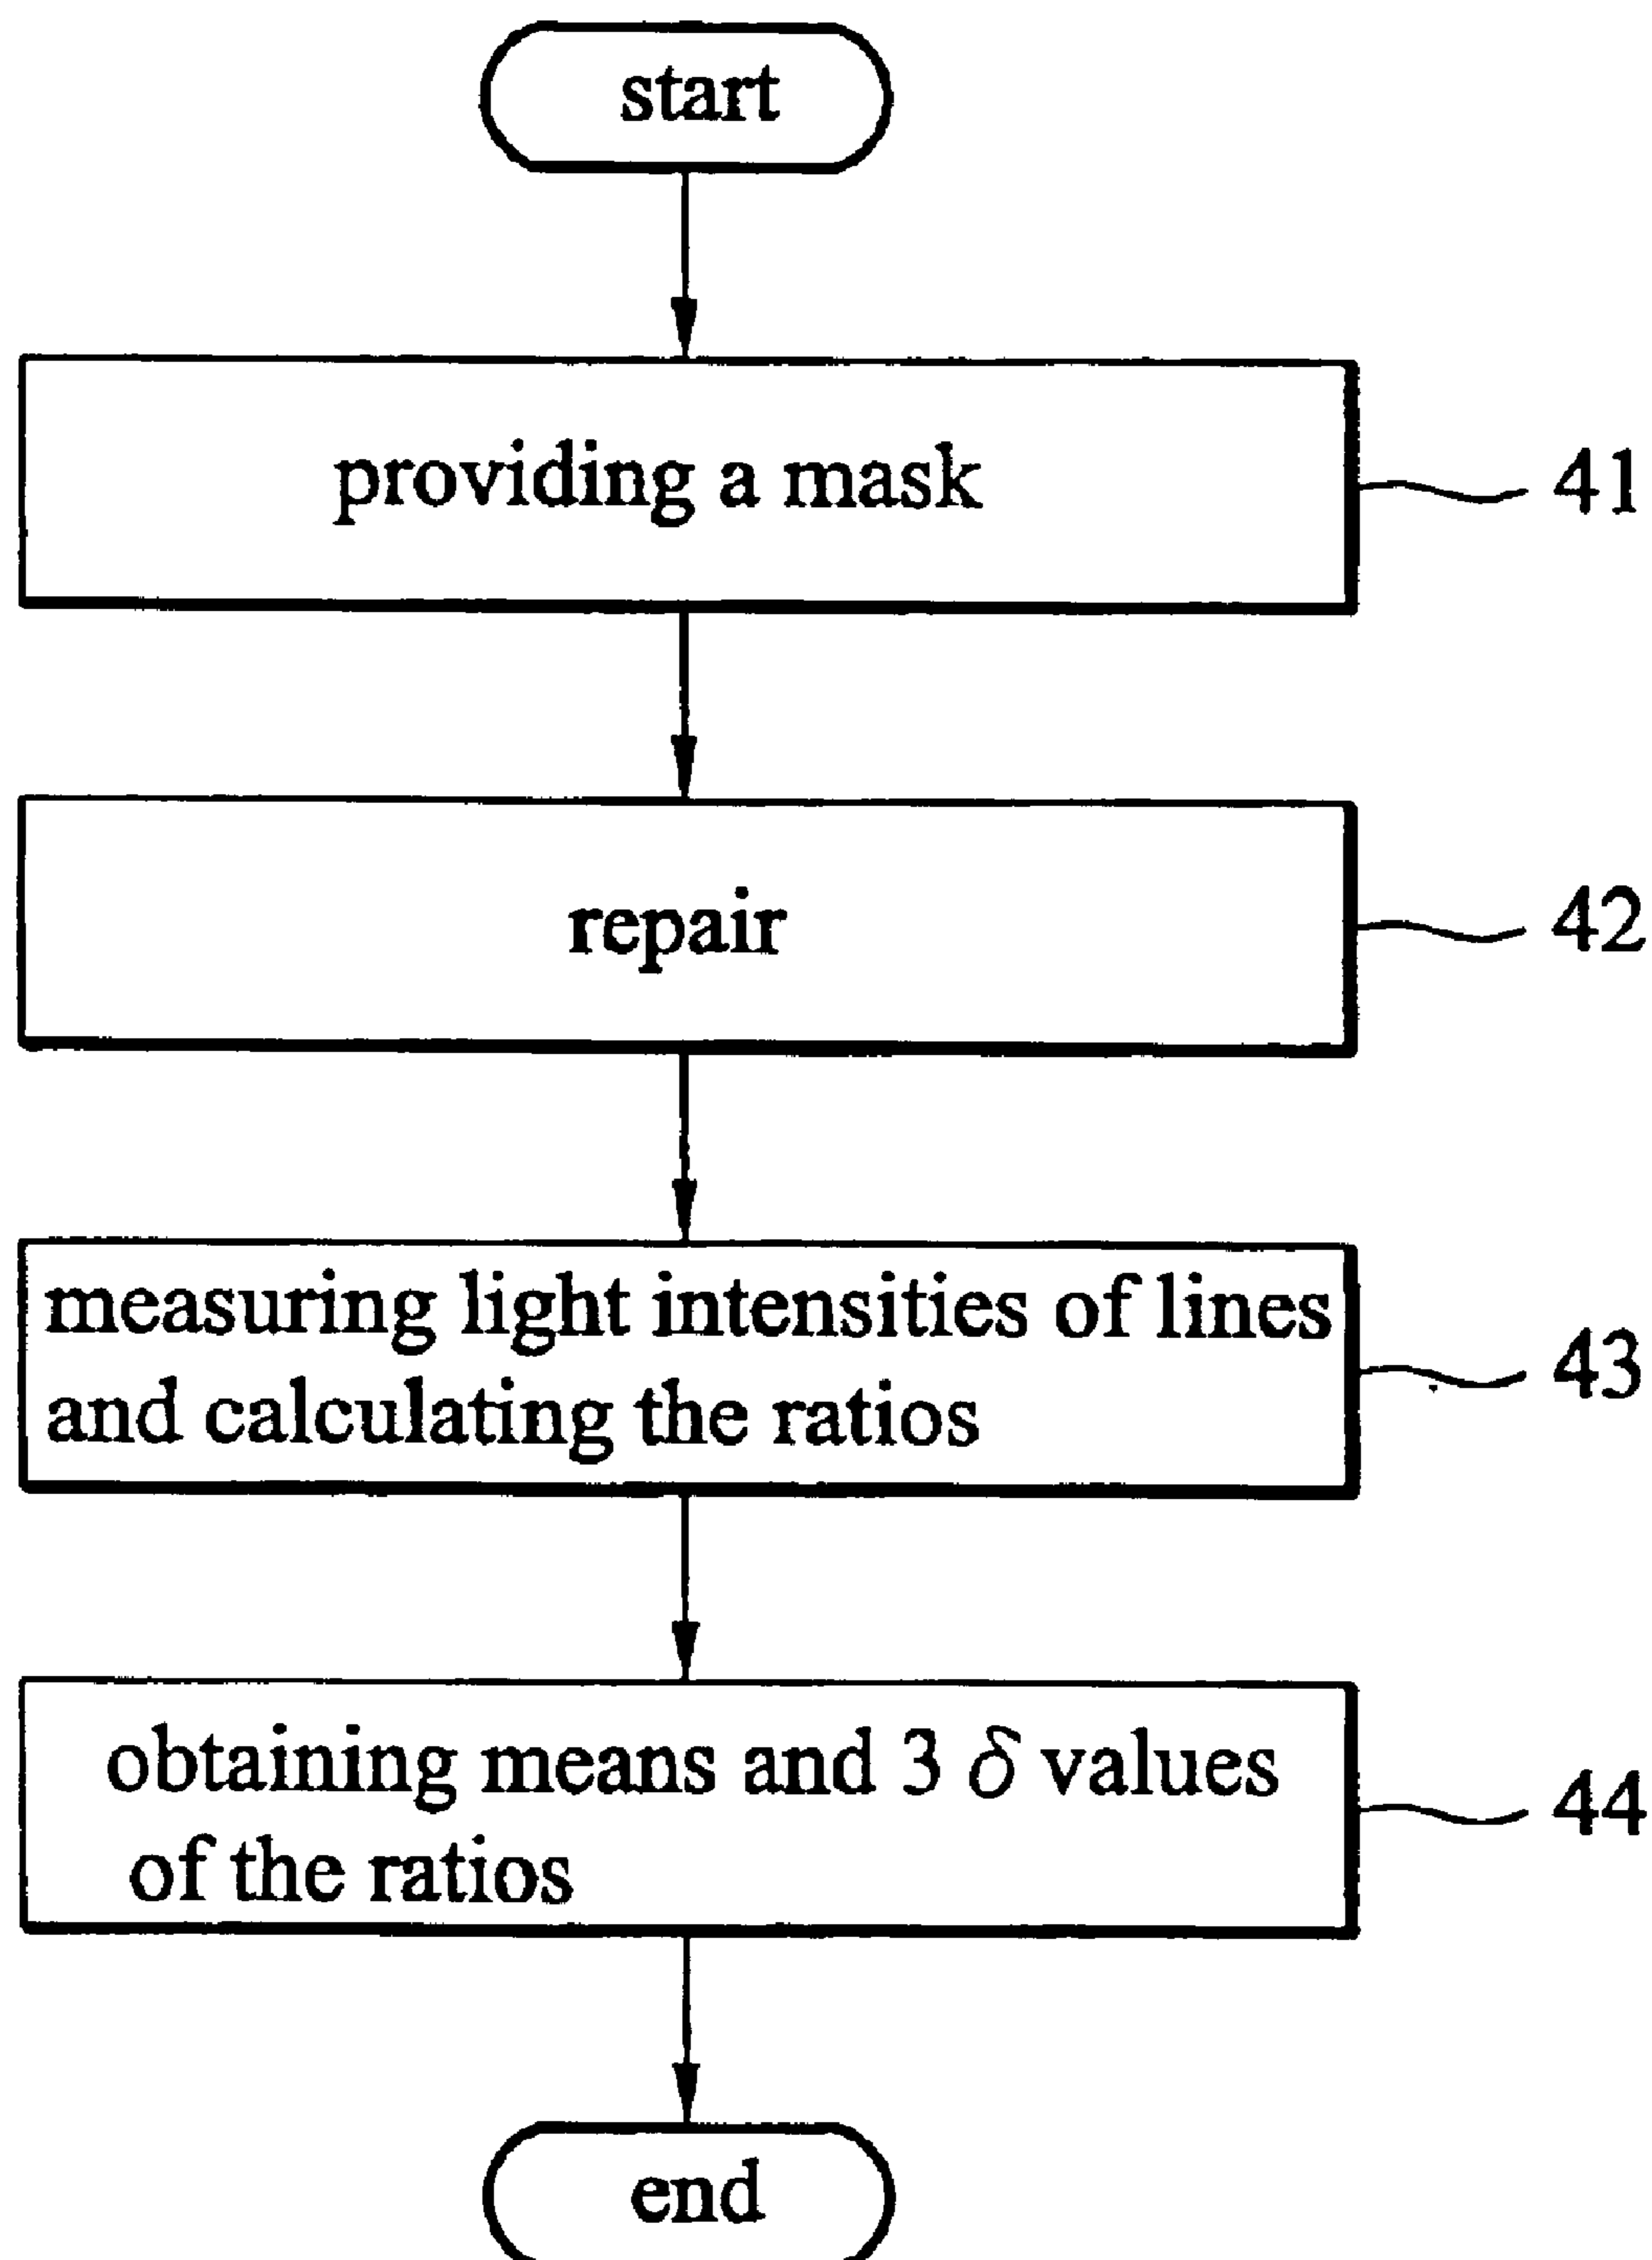 start
providing a mask
41
repair
42
measuring light intensities of lines
and calculating the ratios
43
obtaining means and 3 δ values
of the ratios
44
end